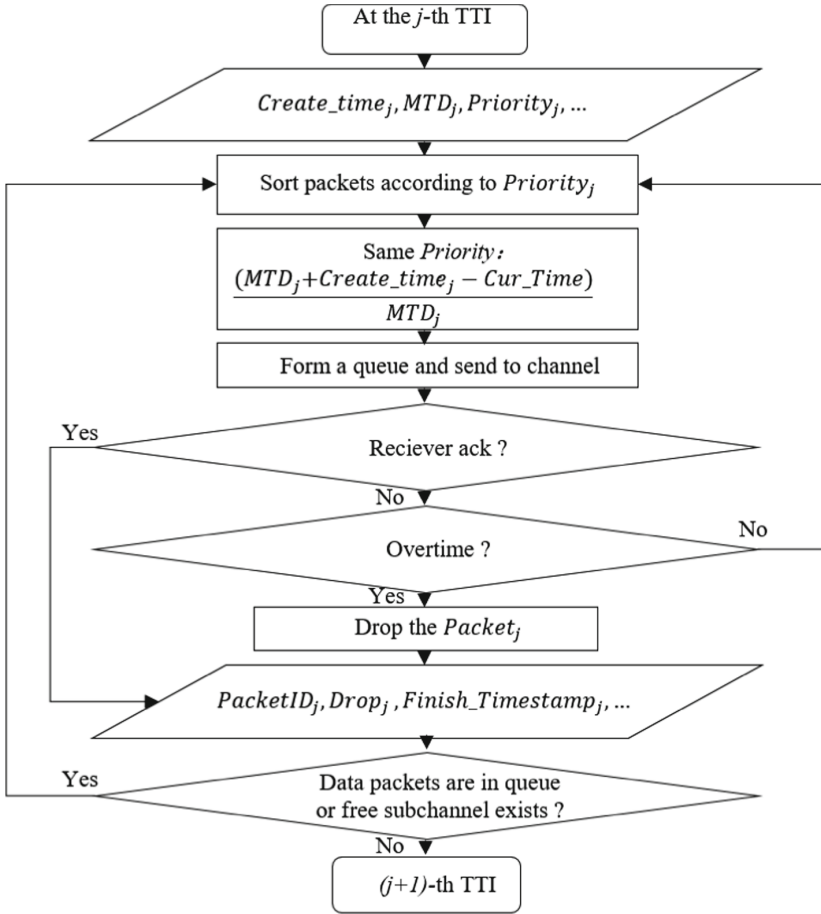 At the j-th TTI
Create_time_j, MTD_j, Priority_j, ...
Sort packets according to Priority_j
Same Priority:
(MTD_j+Create_time_j − Cur_Time)
MTD_j
Form a queue and send to channel
Yes
Reciever ack ?
No
No
Overtime ?
Yes
Drop the Packet_j
PacketID_j, Drop_j , Finish_Timestamp_j, ...
Yes
Data packets are in queue
or free subchannel exists ?
No
(j+1)-th TTI